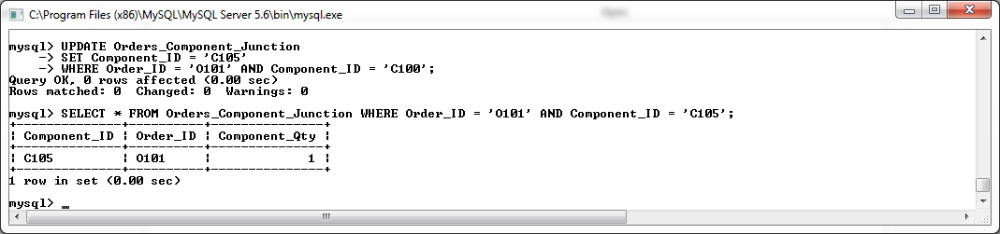 C:\Program Files (x86)\MySQL\MySQL Server 5.6\bin\mysql.exe
mysql> UPDATE Orders_Component_Junction
    -> SET Component_ID = 'C105'
    -> WHERE Order_ID = 'O101' AND Component_ID = 'C100';
Query OK, 0 rows affected (0.00 sec)
Rows matched: 0  Changed: 0  Warnings: 0
mysql> SELECT * FROM Orders_Component_Junction WHERE Order_ID = 'O101' AND Component_ID = 'C105';
+--------------+----------+---------------+
| Component_ID | Order_ID | Component_Qty |
+--------------+----------+---------------+
| C105         | O101     |             1 |
+--------------+----------+---------------+
1 row in set (0.00 sec)
mysql> _